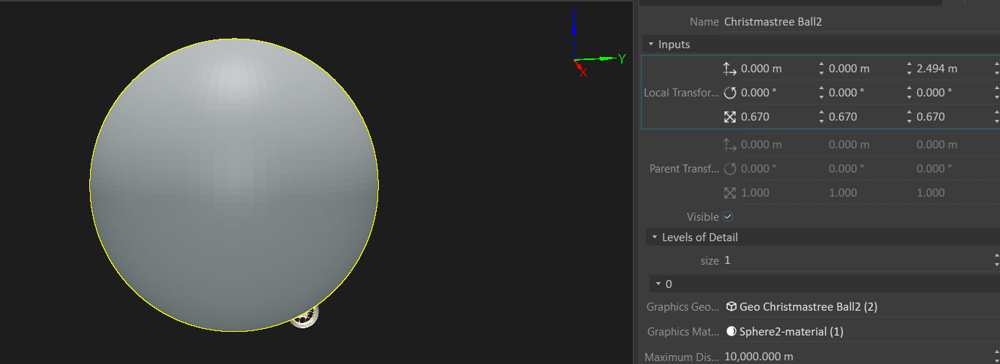 Z
Y
X
Name Christmastree Ball2
Inputs
0.000 m 0.000 m 2.494 m
Local Transfor... 0.000 ° 0.000 ° 0.000 °
0.670 0.670 0.670
0.000 m 0.000 m 0.000 m
Parent Transf... 0.000 ° 0.000 ° 0.000 °
1.000 1.000 1.000
Visible
Levels of Detail
size 1
0
Graphics Geo... Geo Christmastree Ball2 (2)
Graphics Mat... Sphere2-material (1)
Maximum Dis... 10,000.000 m